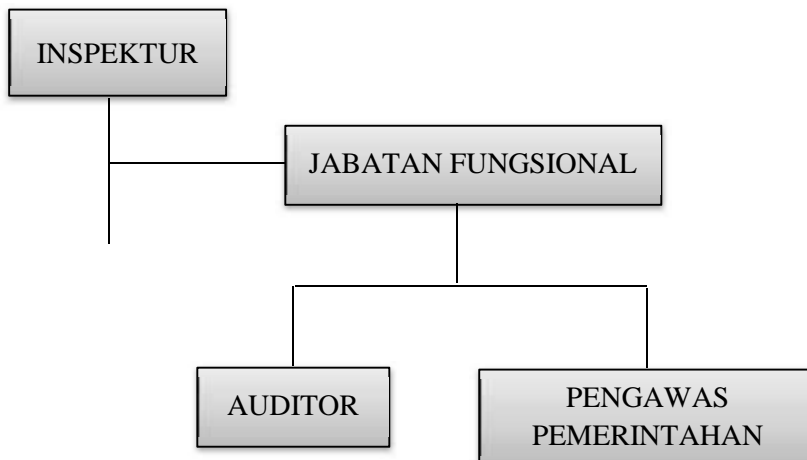 INSPEKTUR
JABATAN FUNGSIONAL
AUDITOR
PENGAWAS
PEMERINTAHAN